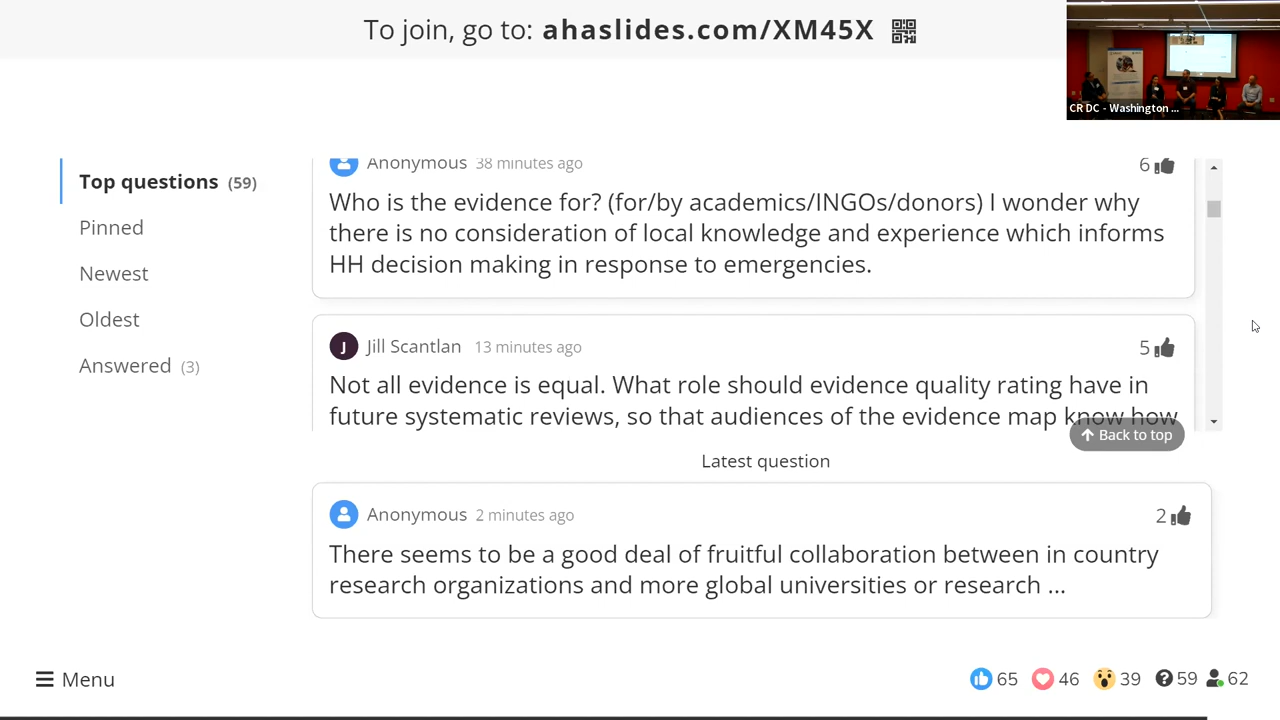 To join, go to: ahaslides.com/XM45X
CR DC - Washington ...
Top questions (59)
Pinned
Newest
Oldest
Answered (3)
Anonymous 38 minutes ago
6
Who is the evidence for? (for/by academics/INGOs/donors) I wonder why
there is no consideration of local knowledge and experience which informs
HH decision making in response to emergencies.
J Jill Scantlan 13 minutes ago
5
Not all evidence is equal. What role should evidence quality rating have in
future systematic reviews, so that audiences of the evidence map know how
Back to top
Latest question
Anonymous 2 minutes ago
2
There seems to be a good deal of fruitful collaboration between in country
research organizations and more global universities or research ...
Menu
65 46 39 59 62